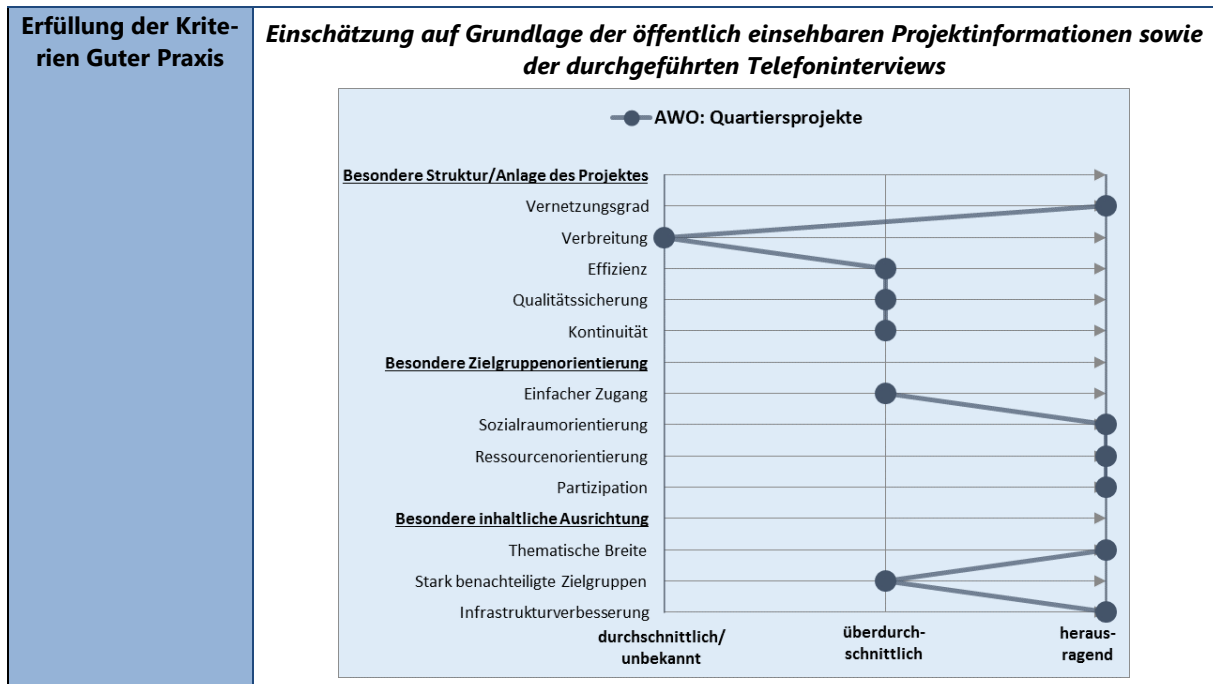 Erfüllung der Krite-
rien Guter Praxis
Einschätzung auf Grundlage der öffentlich einsehbaren Projektinformationen sowie
der durchgeführten Telefoninterviews
AWO: Quartiersprojekte
Besondere Struktur/Anlage des Projektes
Vernetzungsgrad
Verbreitung
Effizienz
Qualitätssicherung
Kontinuität
Besondere Zielgruppenorientierung
Einfacher Zugang
Sozialraumorientierung
Ressourcenorientierung
Partizipation
Besondere inhaltliche Ausrichtung
Thematische Breite
Stark benachteiligte Zielgruppen
Infrastrukturverbesserung
durchschnittlich/
unbekannt
überdurch-
schnittlich
heraus-
ragend